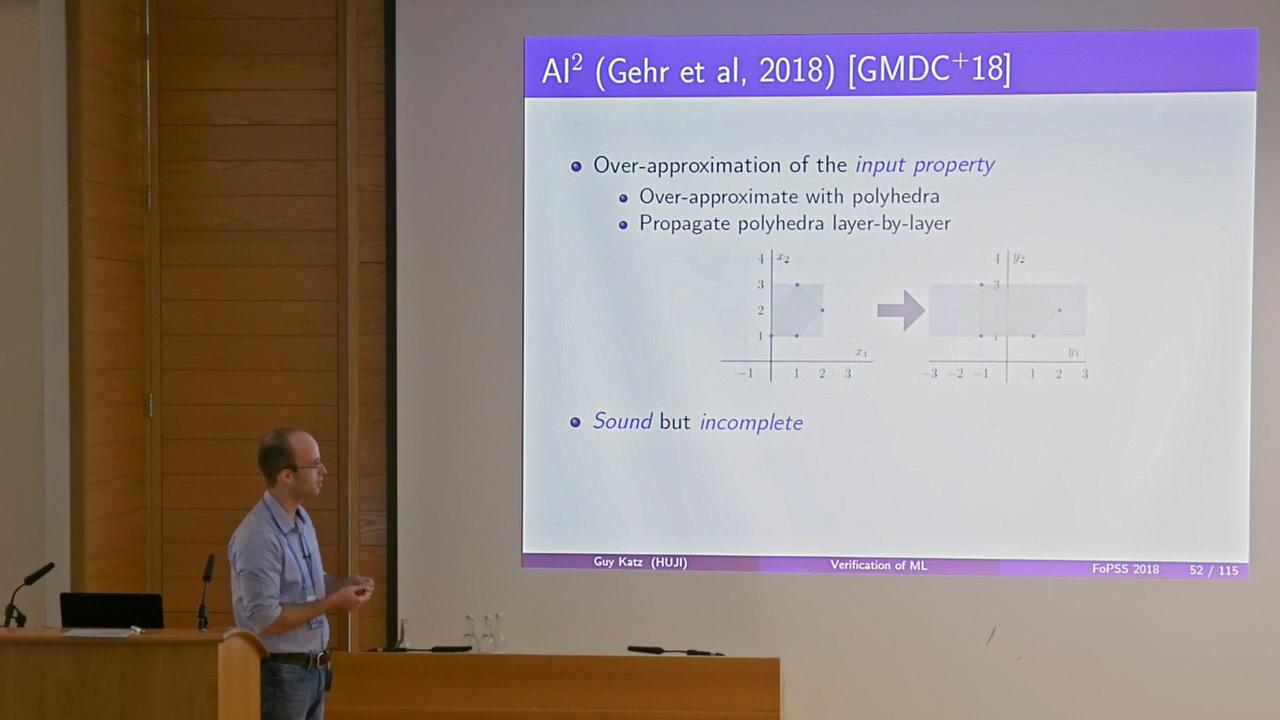 AI² (Gehr et al, 2018) [GMDC⁺18]
Over-approximation of the input property
Over-approximate with polyhedra
Propagate polyhedra layer-by-layer
4 x₂
3
2
1
x₁
−1 1 2 3
4 y₂
3
2
1
y₁
−3 −2 −1 1 2 3
Sound but incomplete
Guy Katz (HUJI) Verification of ML FoPSS 2018 52 / 115